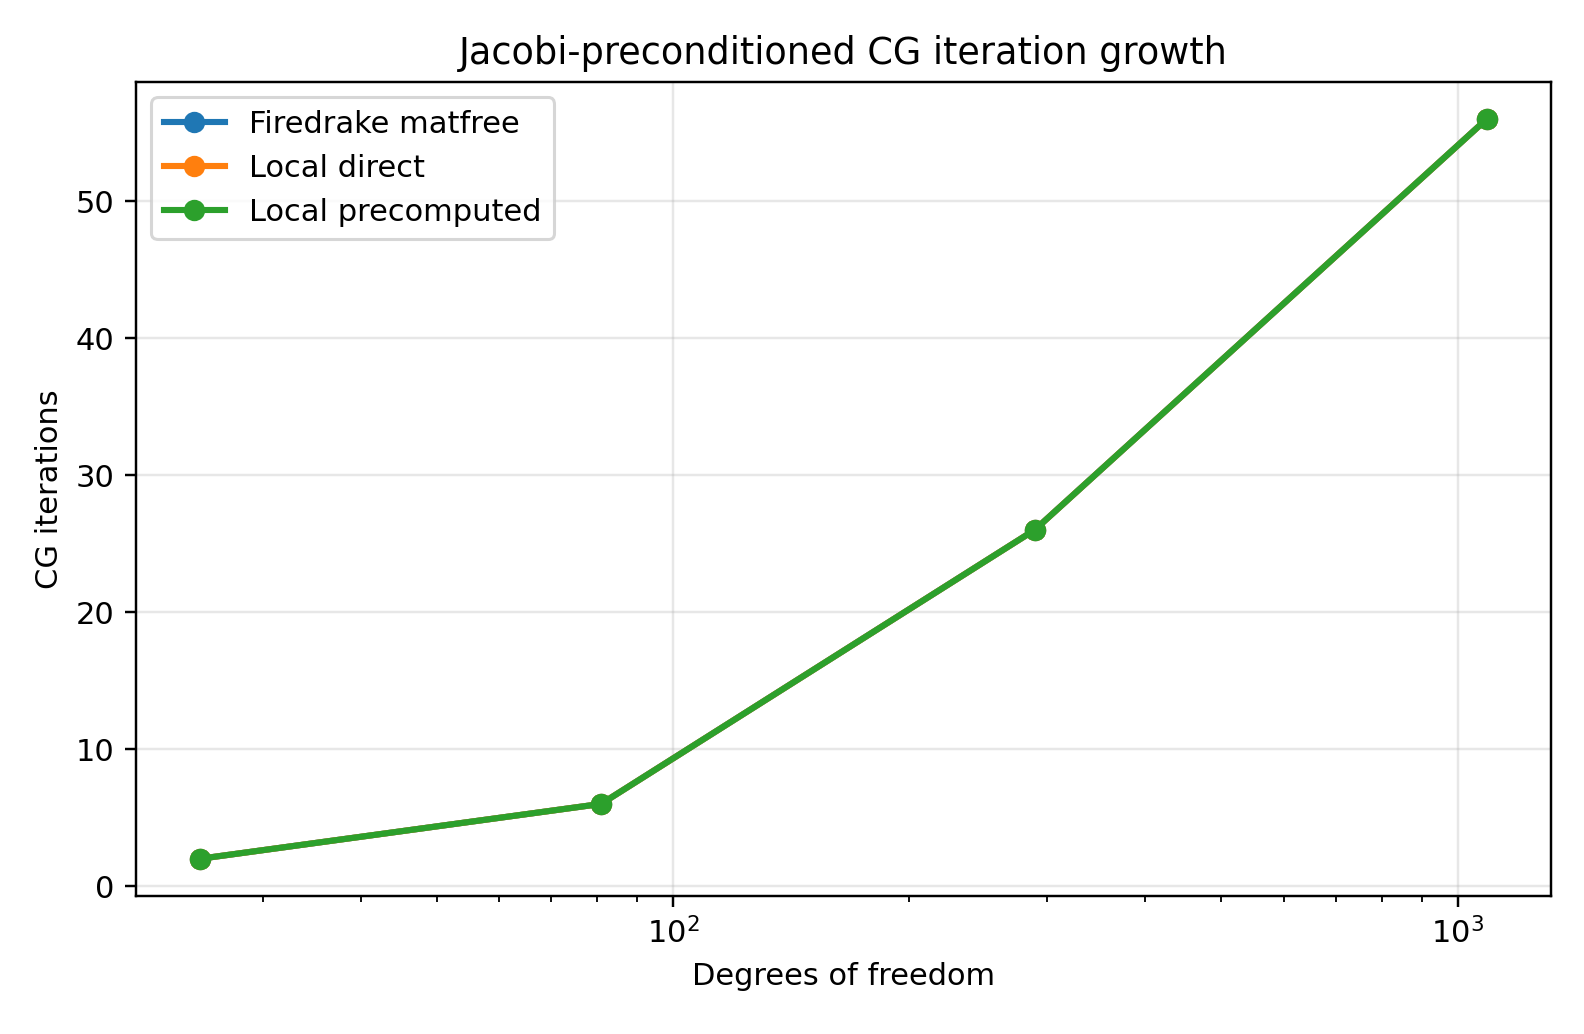 Jacobi-preconditioned CG iteration growth
Firedrake matfree
Local direct
Local precomputed
CG iterations
50
40
30
20
10
0
10²
10³
Degrees of freedom